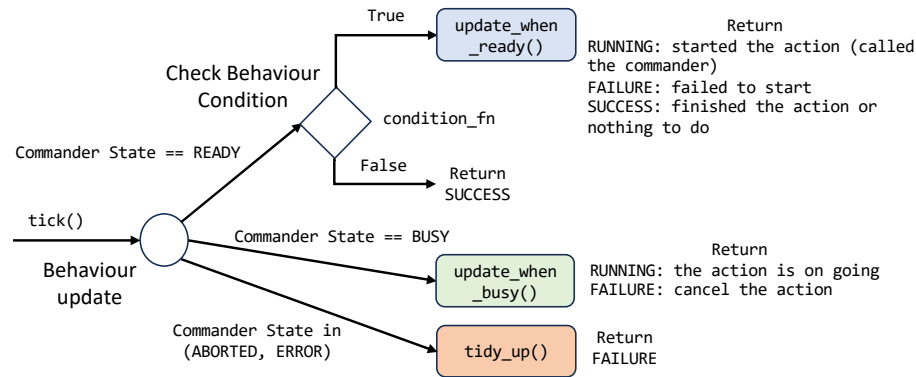 True
update_when
_ready()
Return
RUNNING: started the action (called
the commander)
FAILURE: failed to start
SUCCESS: finished the action or
nothing to do
Check Behaviour
Condition
condition_fn
Commander State == READY
False
Return
SUCCESS
tick()
Behaviour
update
Commander State == BUSY
update_when
_busy()
Return
RUNNING: the action is on going
FAILURE: cancel the action
Commander State in
(ABORTED, ERROR)
tidy_up()
Return
FAILURE